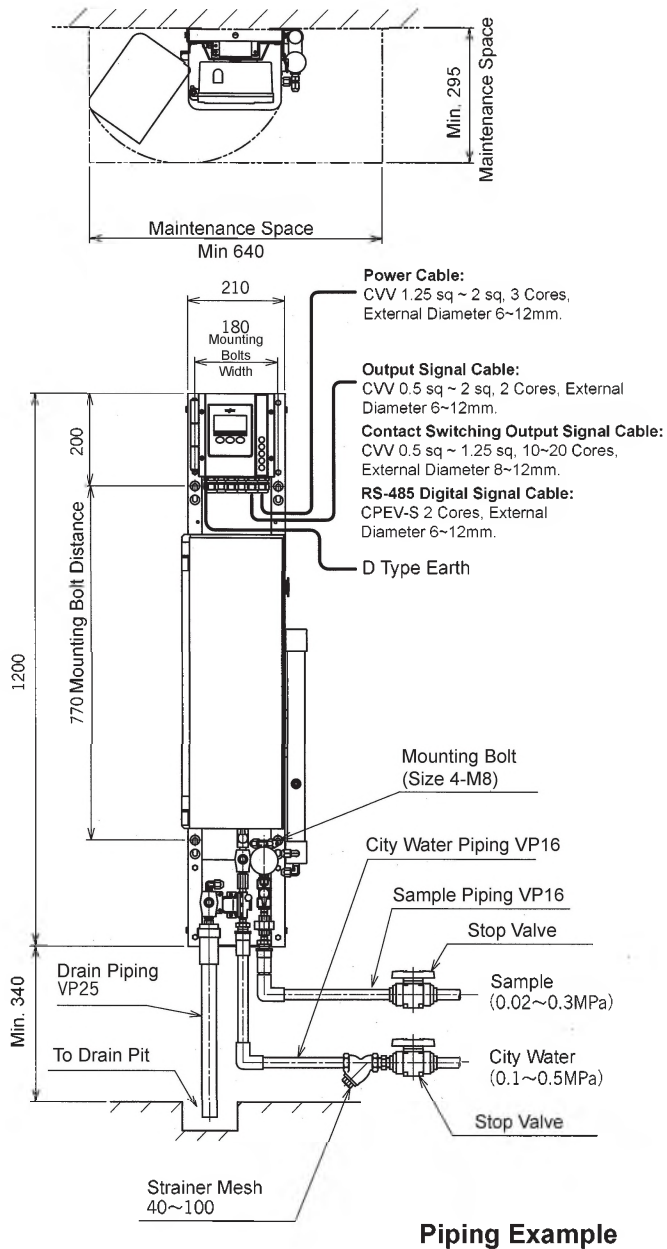 Min. 295
Maintenance Space
Maintenance Space
Min 640
210
180
Mounting
Bolts
Width
Power Cable:
CVV 1.25 sq ~ 2 sq, 3 Cores,
External Diameter 6~12mm.
Output Signal Cable:
CVV 0.5 sq ~ 2 sq, 2 Cores, External
Diameter 6~12mm.
Contact Switching Output Signal Cable:
CVV 0.5 sq ~ 1.25 sq, 10~20 Cores,
External Diameter 8~12mm.
RS-485 Digital Signal Cable:
CPEV-S 2 Cores, External
Diameter 6~12mm.
D Type Earth
200
770 Mounting Bolt Distance
1200
Mounting Bolt
(Size 4-M8)
City Water Piping VP16
Sample Piping VP16
Stop Valve
Sample
(0.02~0.3MPa)
Drain Piping
VP25
Min. 340
To Drain Pit
City Water
(0.1~0.5MPa)
Stop Valve
Strainer Mesh
40~100
Piping Example